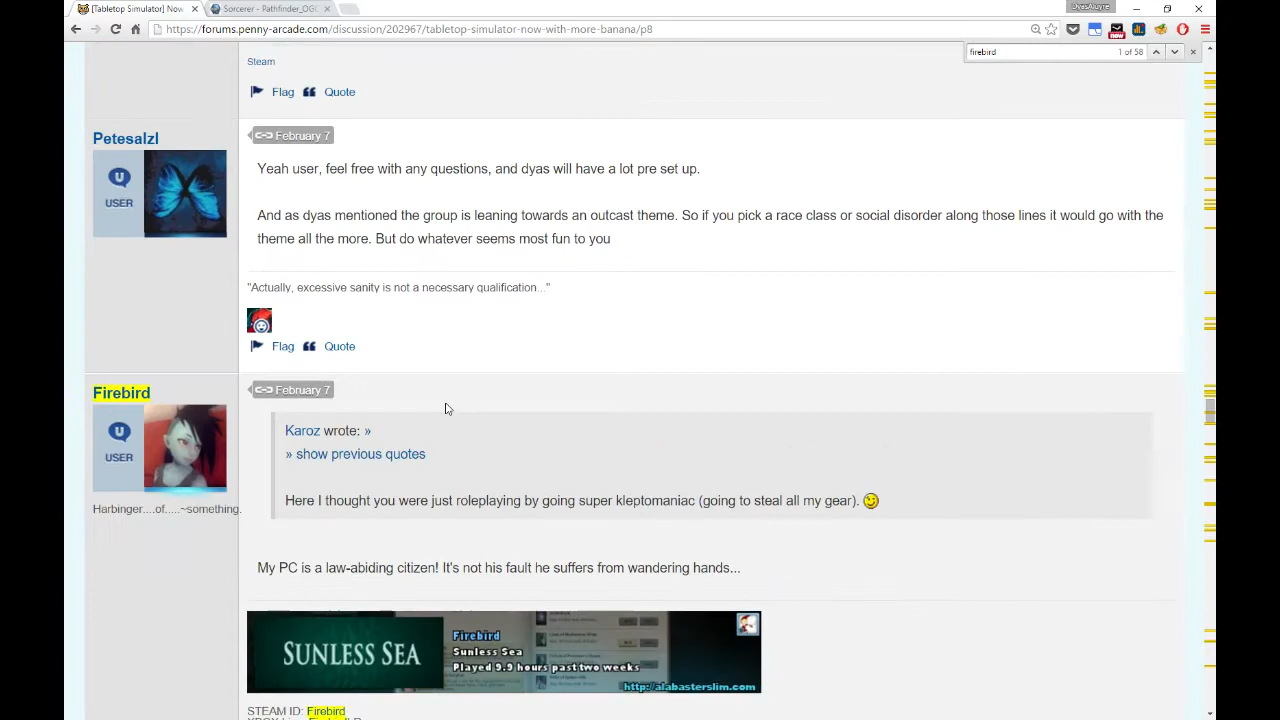 [Tabletop Simulator] Now
Sorcerer - Pathfinder_OGC
DyasAluyre
https://forums.penny-arcade.com/discussion/202967/tabletop-simulator-now-with-more-banana/p8
new
firebird
1 of 58
Steam
Flag
Quote
Petesalzl
February 7
USER
Yeah user, feel free with any questions, and dyas will have a lot pre set up.
And as dyas mentioned the group is leaning towards an outcast theme. So if you pick a race class or social disorder along those lines it would go with the
theme all the more. But do whatever seems most fun to you
"Actually, excessive sanity is not a necessary qualification..."
Flag
Quote
Firebird
February 7
USER
Harbinger....of.....~something.
Karoz wrote: »
» show previous quotes
Here I thought you were just roleplaying by going super kleptomaniac (going to steal all my gear).
My PC is a law-abiding citizen! It's not his fault he suffers from wandering hands...
SUNLESS SEA
Firebird
Sunless Sea
Played 9.9 hours past two weeks
http://alabasterslim.com
STEAM ID: Firebird